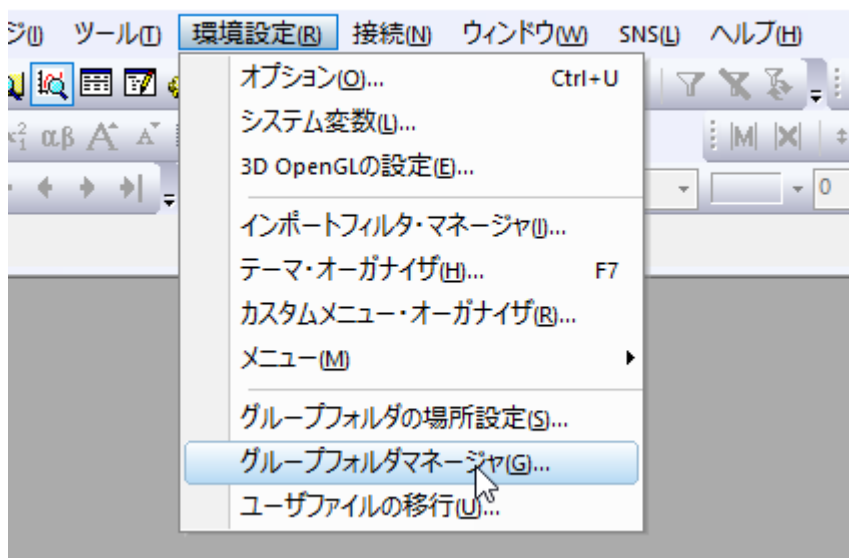 ジ(I) ツール(T) 環境設定(R) 接続(N) ウィンドウ(W) SNS(L) ヘルプ(H)
オプション(O)... Ctrl+U
αβ A A M
システム変数(L)...
3D OpenGLの設定(E)...
0
インポートフィルタ・マネージャ(I)...
テーマ・オーガナイザ(H)... F7
カスタムメニュー・オーガナイザ(R)...
メニュー(M)
グループフォルダの場所設定(S)...
グループフォルダマネージャ(G)...
ユーザファイルの移行(U)...